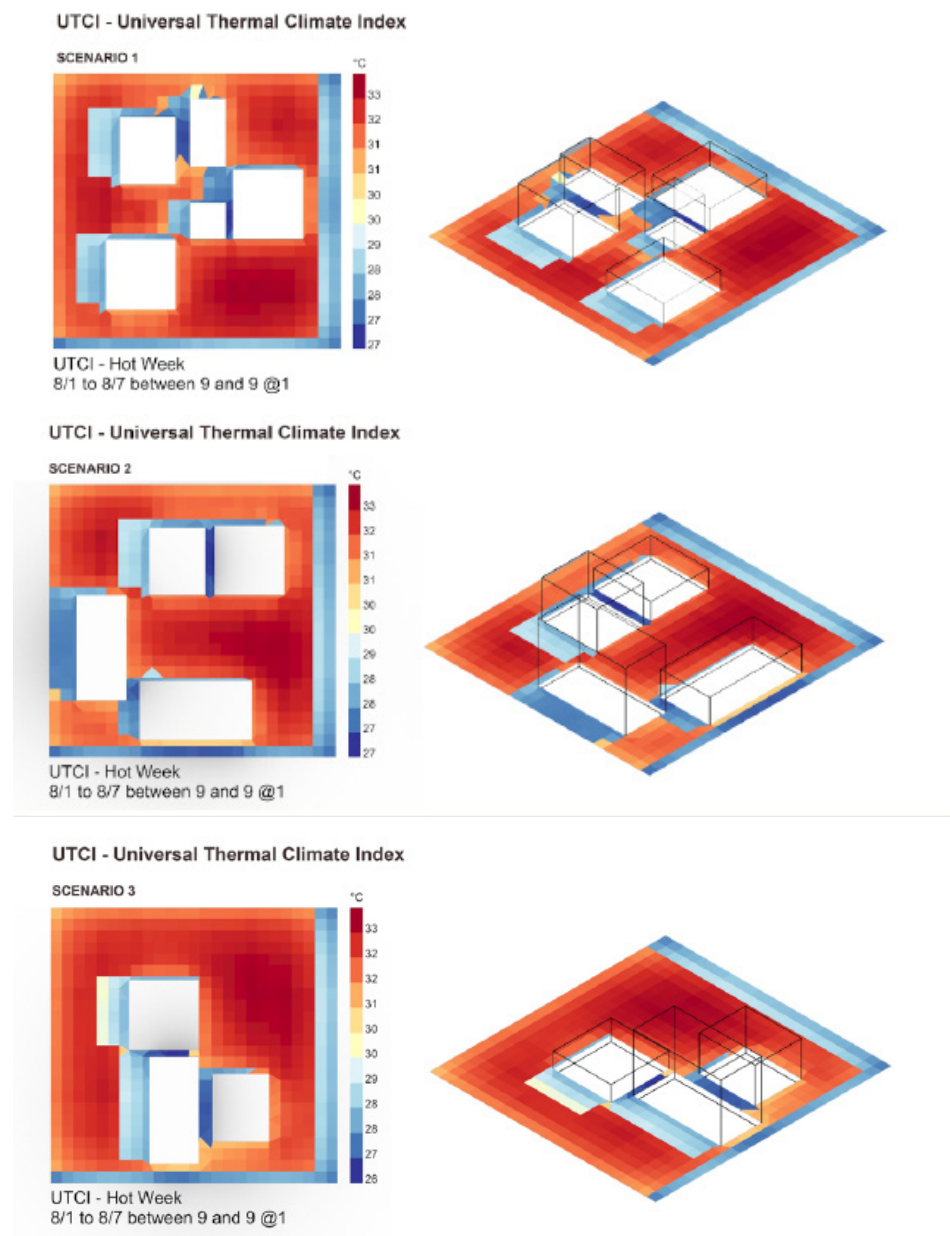 UTCI - Universal Thermal Climate Index
SCENARIO 1
°C
33
32
31
31
30
30
29
28
28
27
27
UTCI - Hot Week
8/1 to 8/7 between 9 and 9 @1
UTCI - Universal Thermal Climate Index
SCENARIO 2
°C
33
32
31
31
30
30
29
28
28
27
27
UTCI - Hot Week
8/1 to 8/7 between 9 and 9 @1
UTCI - Universal Thermal Climate Index
SCENARIO 3
°C
33
32
32
31
30
30
29
28
28
27
26
UTCI - Hot Week
8/1 to 8/7 between 9 and 9 @1